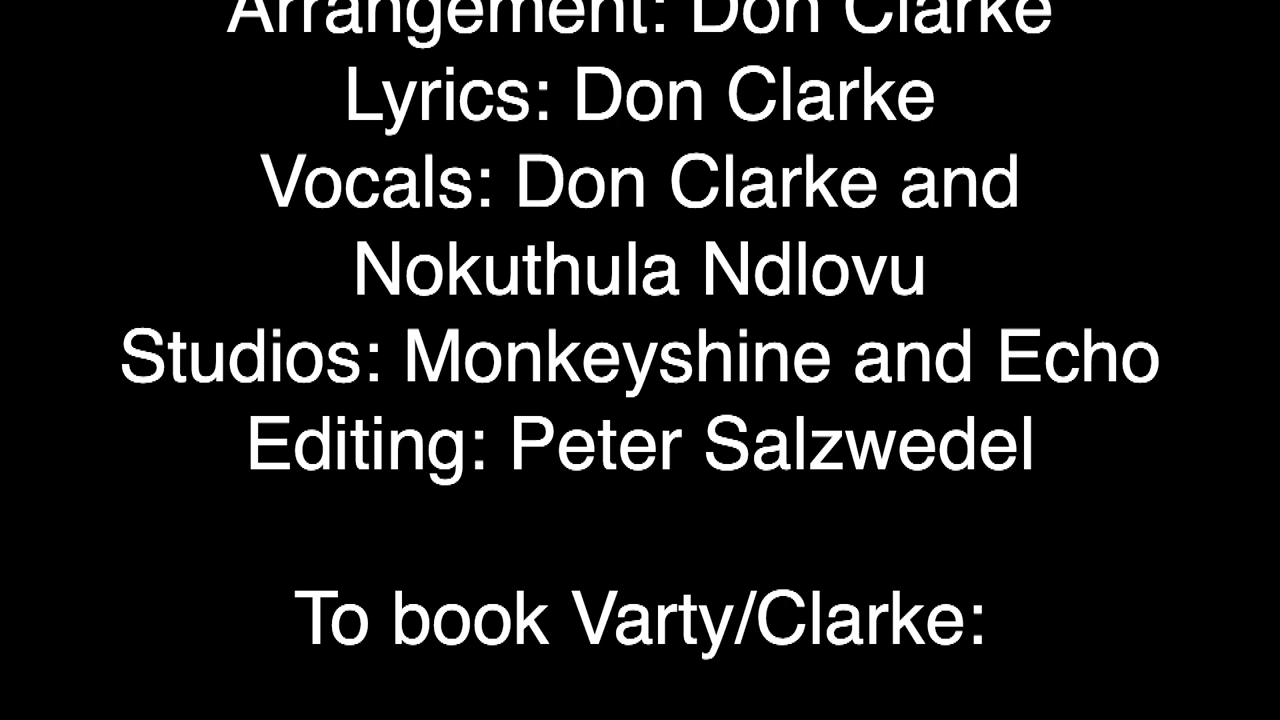 Arrangement: Don Clarke
Lyrics: Don Clarke
Vocals: Don Clarke and
Nokuthula Ndlovu
Studios: Monkeyshine and Echo
Editing: Peter Salzwedel
To book Varty/Clarke: